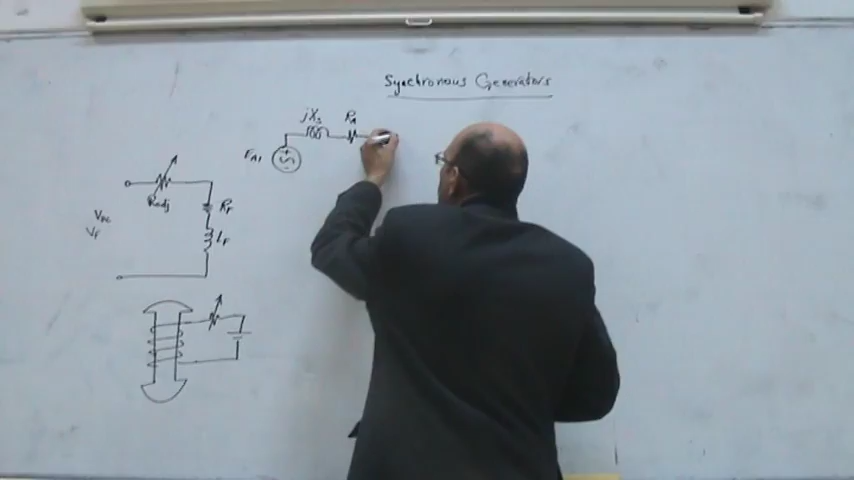 Synchronous Generators
jXs
RA
EA1
Radj
RF
VDC
VF
LF